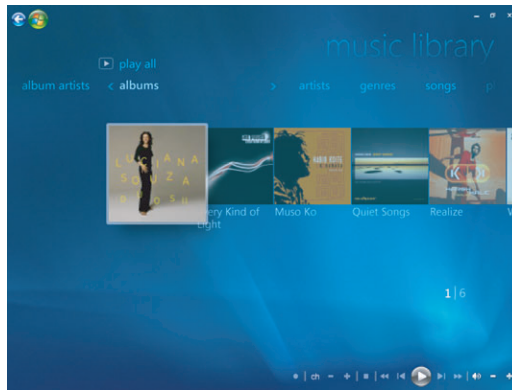 music library
play all
album artists < albums > artists genres songs p
LUCIANA
SOUZA
Every Kind of Light
Muso Ko
Quiet Songs
Realize
W
1|6
ch